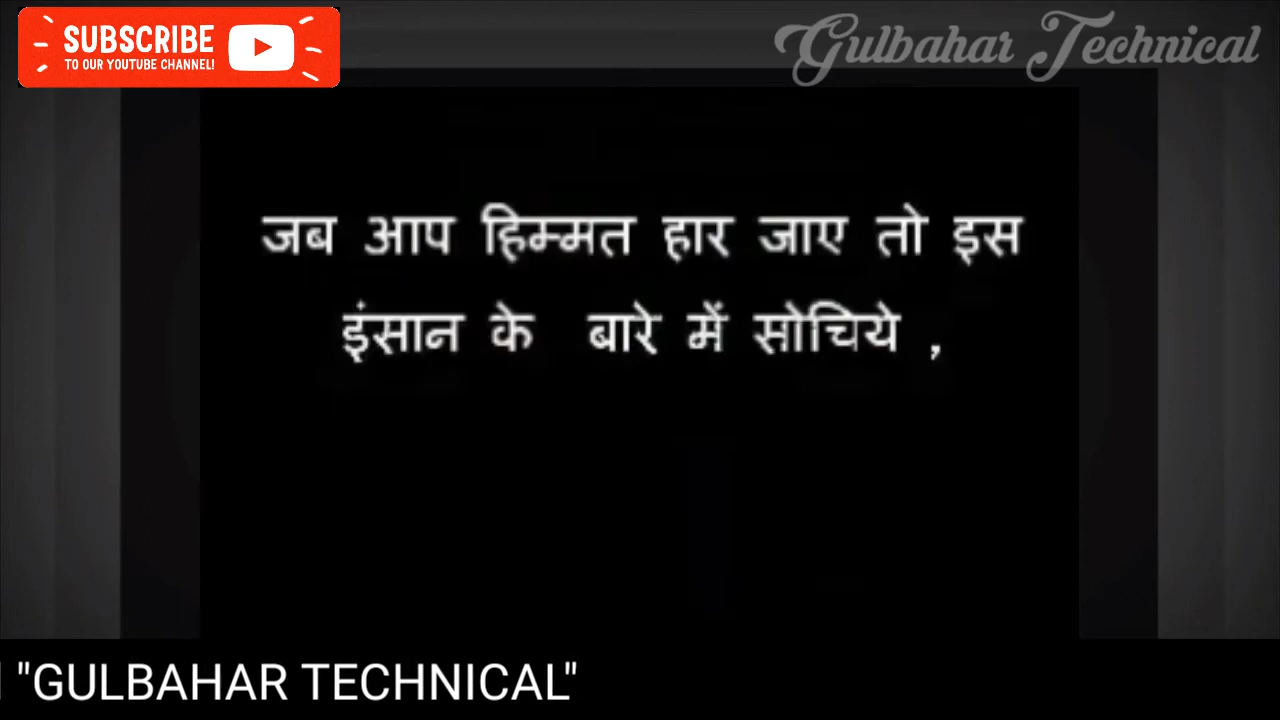 SUBSCRIBE
TO OUR YOUTUBE CHANNEL!
Gulbahar Technical
जब आप हिम्मत हार जाए तो इस
इंसान के बारे में सोचिये ,
"GULBAHAR TECHNICAL"